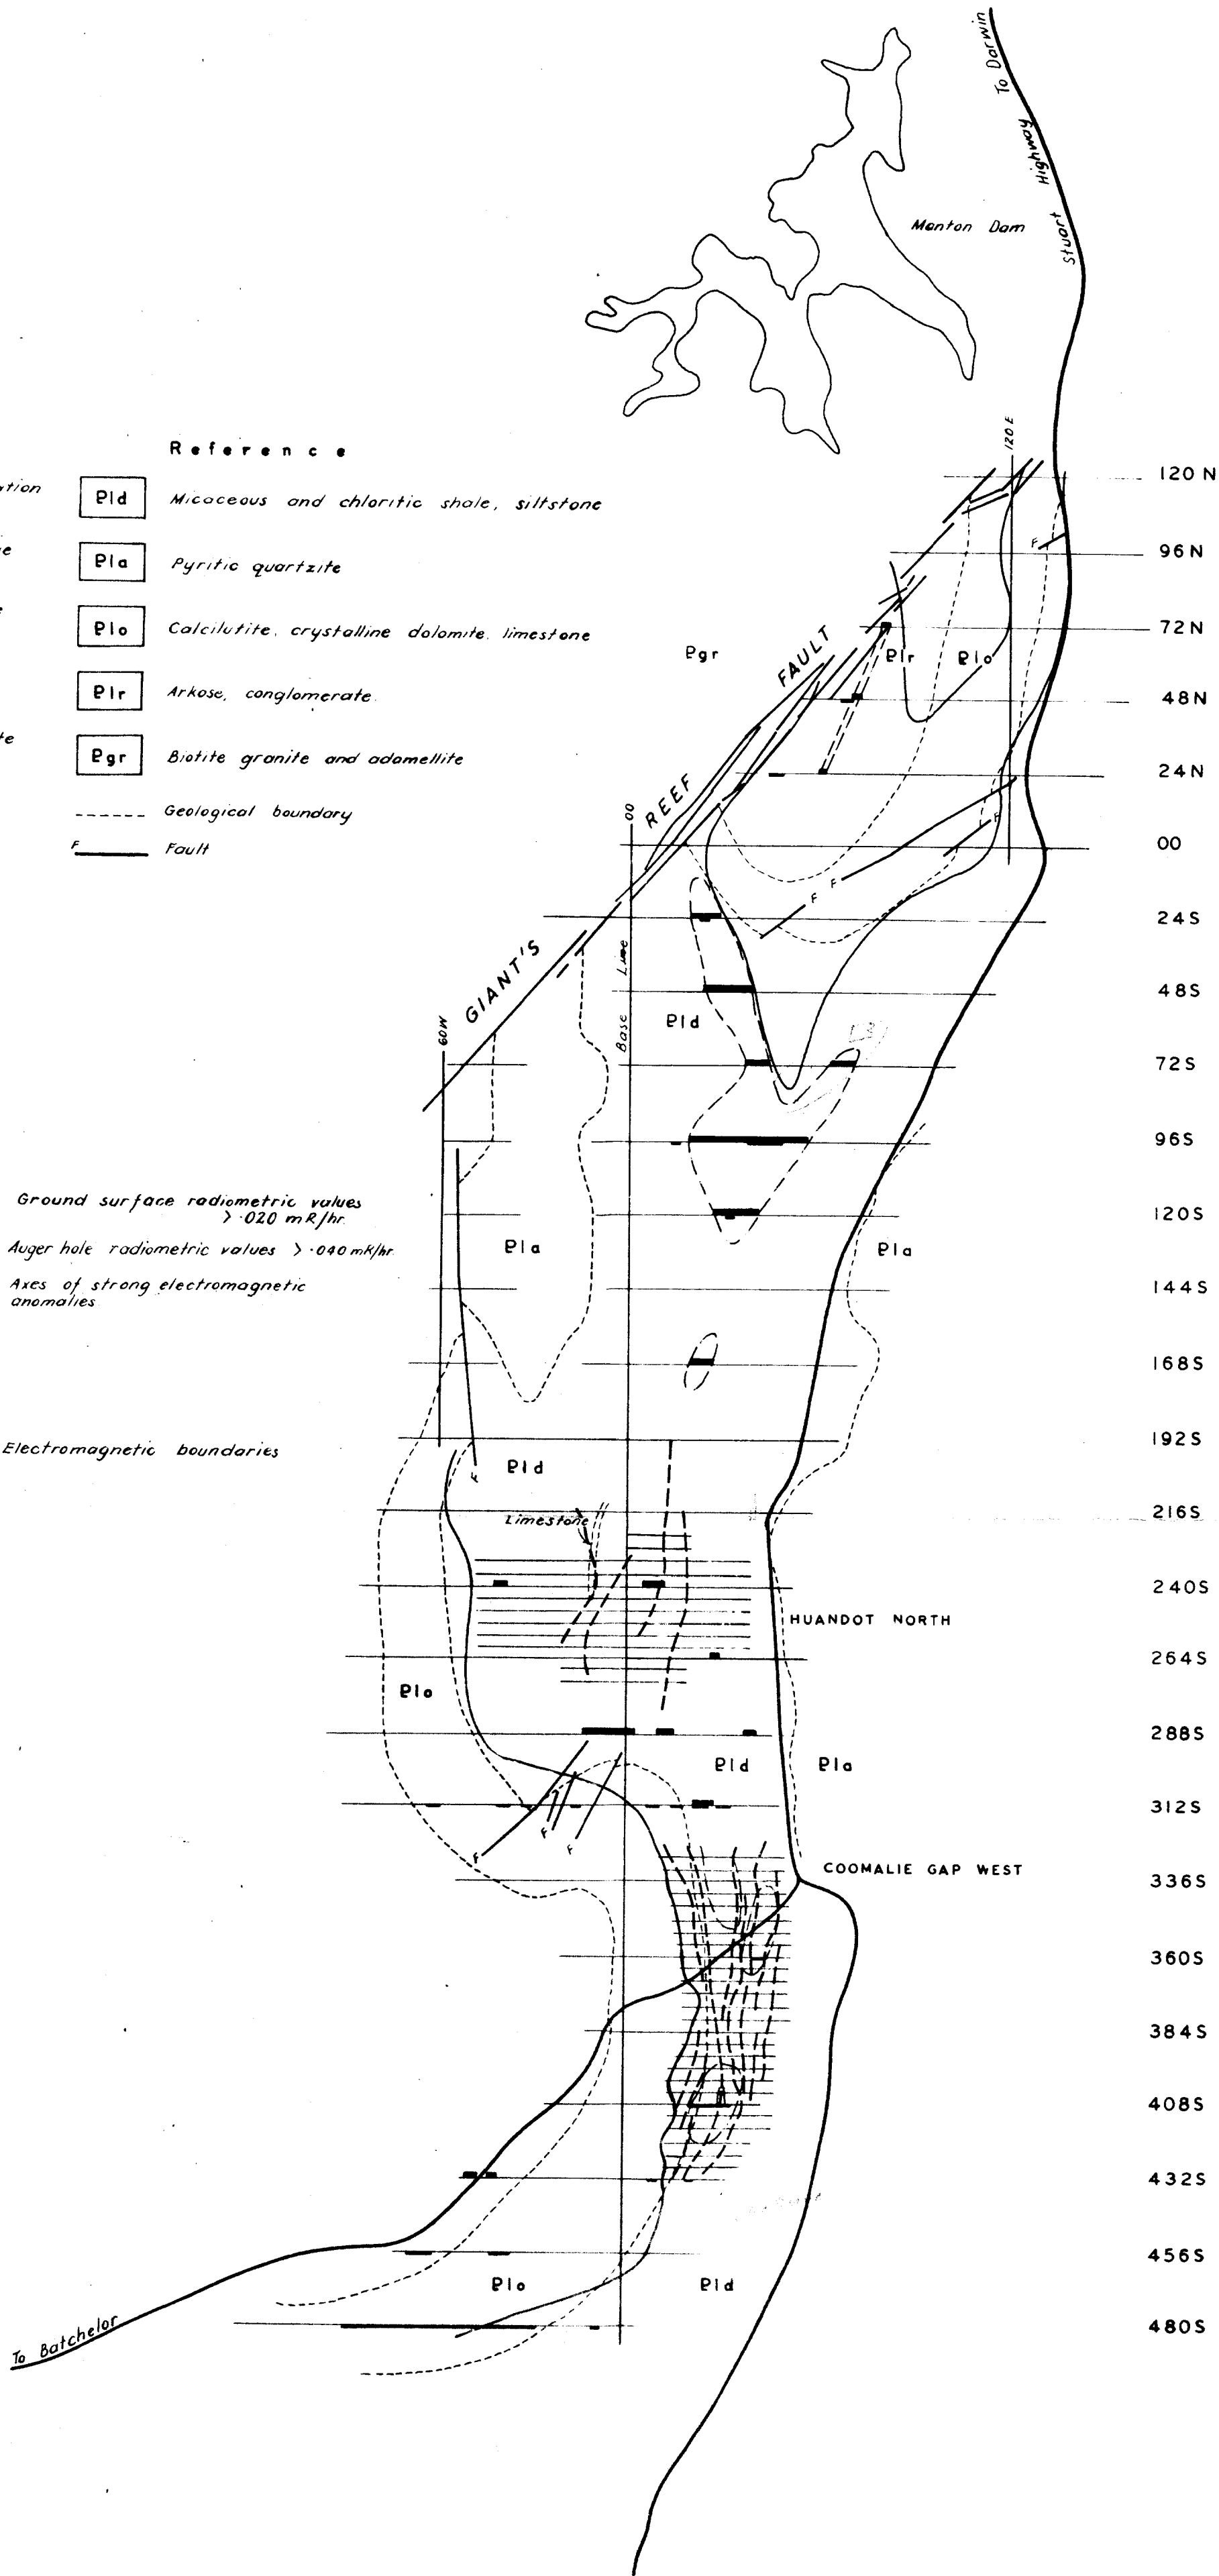 To Darwin
Stuart Highway
Manton Dam
Reference
Pld Micaceous and chloritic shale, siltstone
Pla Pyritic quartzite
Plo Calcilutite, crystalline dolomite, limestone
Plr Arkose, conglomerate
Pgr Biotite granite and adamellite
Geological boundary
F Fault
120E
120 N
F
96 N
72 N
Pgr
Plr
Plo
48 N
24 N
GIANT'S REEF FAULT
00
F
00
F
F
24 S
Base Line
48 S
Pld
60W
72 S
96 S
Ground surface radiometric values
> .020 mR/hr.
120 S
Auger hole radiometric values > .040 mR/hr.
Pla
Pla
Axes of strong electromagnetic
anomalies
144 S
168 S
Electromagnetic boundaries
192 S
F
Pld
Limestone
216 S
240 S
HUANDOT NORTH
264 S
Plo
288 S
Pld
Pla
312 S
F
F
F
COOMALIE GAP WEST
336 S
360 S
384 S
408 S
432 S
456 S
Plo
Pld
480 S
To Batchelor